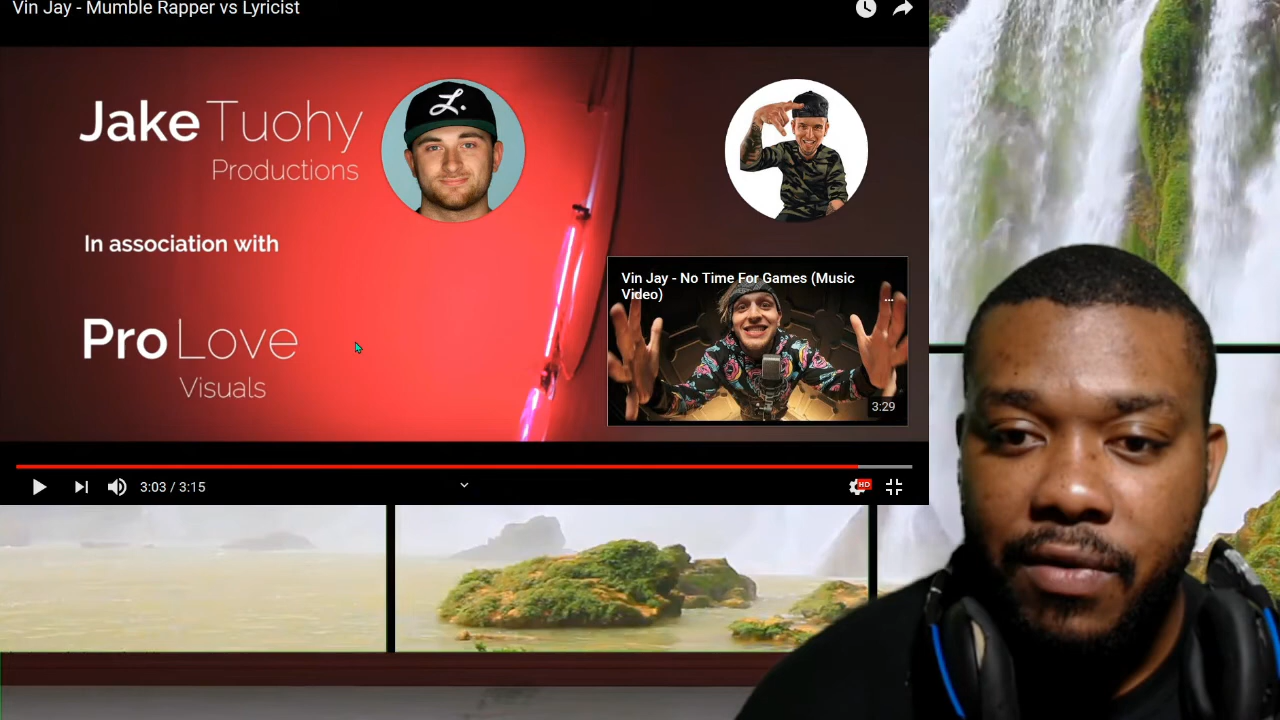 Vin Jay - Mumble Rapper vs Lyricist
Jake Tuohy
Productions
In association with
Pro Love
Visuals
L.
Vin Jay - No Time For Games (Music
Video)
3:29
3:03 / 3:15
HD